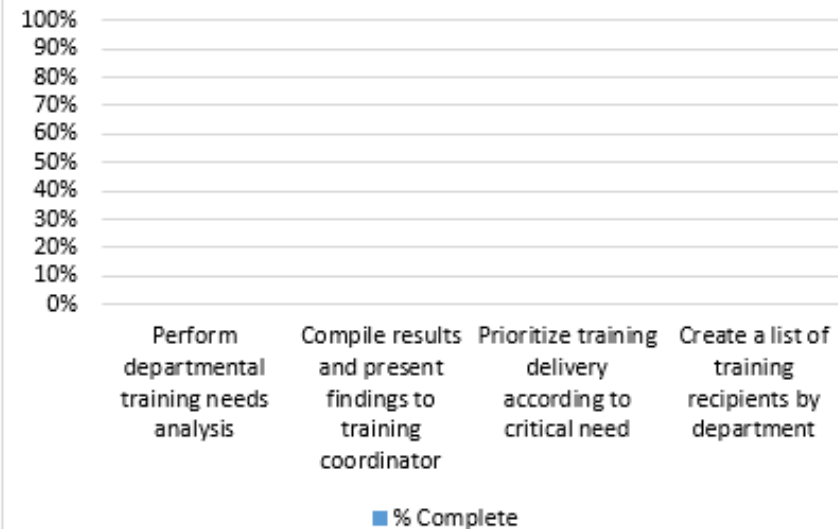 100%
90%
80%
70%
60%
50%
40%
30%
20%
10%
0%
Perform
departmental
training needs
analysis
Compile results
and present
findings to
training
coordinator
Prioritize training
delivery
according to
critical need
Create a list of
training
recipients by
department
% Complete